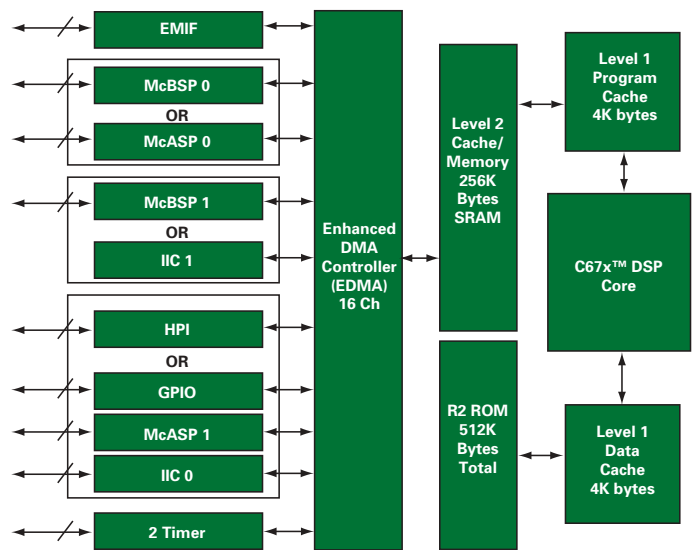 EMIF
McBSP 0
OR
McASP 0
McBSP 1
OR
IIC 1
HPI
OR
GPIO
McASP 1
IIC 0
2 Timer
Enhanced
DMA
Controller
(EDMA)
16 Ch
Level 2
Cache/
Memory
256K
Bytes
SRAM
R2 ROM
512K
Bytes
Total
Level 1
Program
Cache
4K bytes
C67x™ DSP
Core
Level 1
Data
Cache
4K bytes